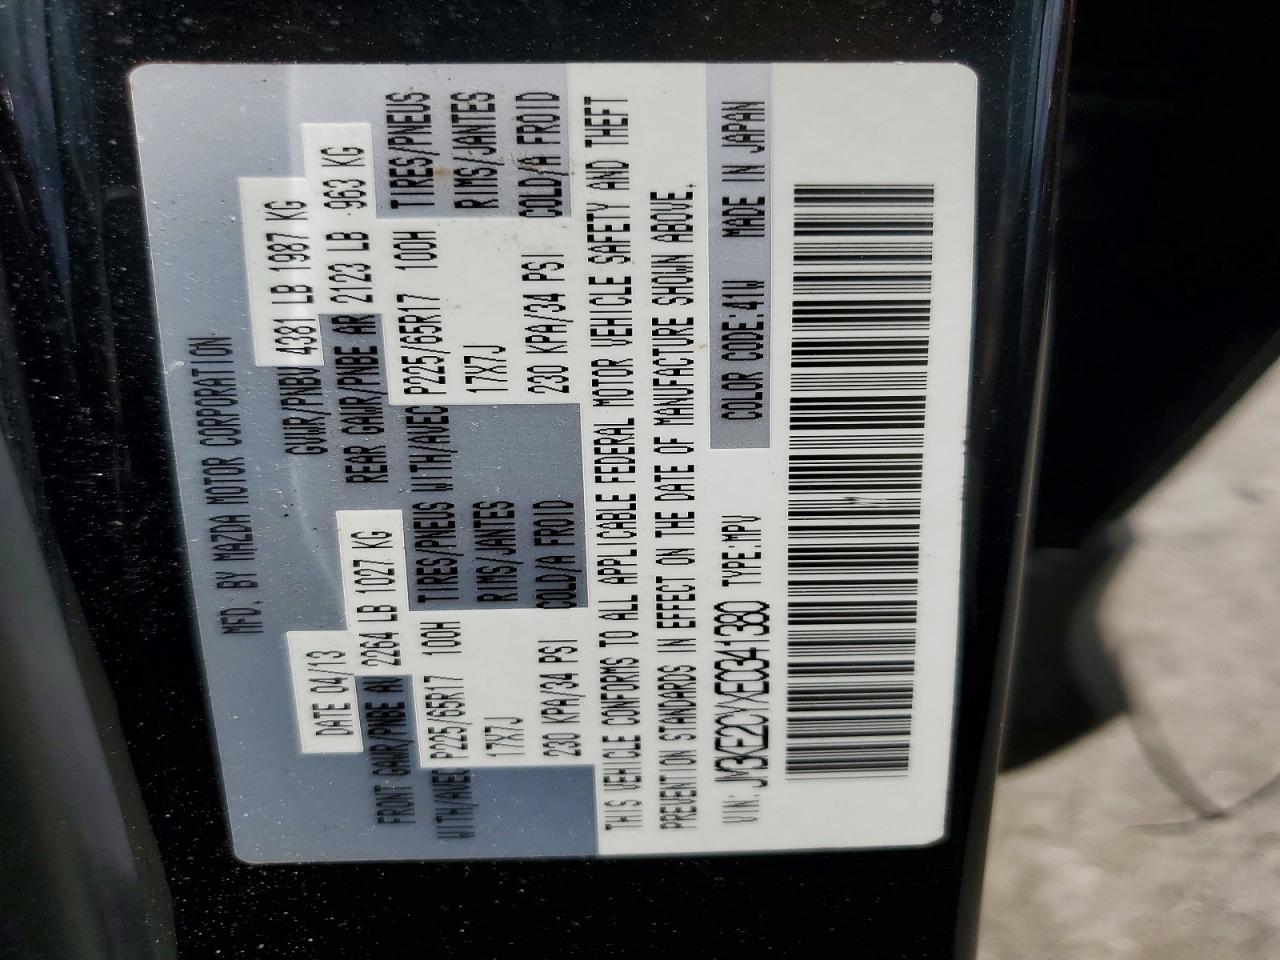 MFD. BY MAZDA MOTOR CORPORATION.
DATE 04/13 GVWR/PNBV 4381 LB 1987 KG
FRONT GAWR/PNBE AV 2264 LB 1027 KG REAR GAWR/PNBE AR 2123 LB 963 KG
WITH/AVEC P225/65R17 100H TIRES/PNEUS WITH/AVEC P225/65R17 100H TIRES/PNEUS
17X7J RIMS/JANTES 17X7J RIMS/JANTES
230 KPA/34 PSI COLD/A FROID 230 KPA/34 PSI COLD/A FROID
THIS VEHICLE CONFORMS TO ALL APPLICABLE FEDERAL MOTOR VEHICLE SAFETY AND THEFT
PREVENTION STANDARDS IN EFFECT ON THE DATE OF MANUFACTURE SHOWN ABOVE.
VIN: JM3KE2CYXE0341380 TYPE:MPV COLOR CODE:41W MADE IN JAPAN